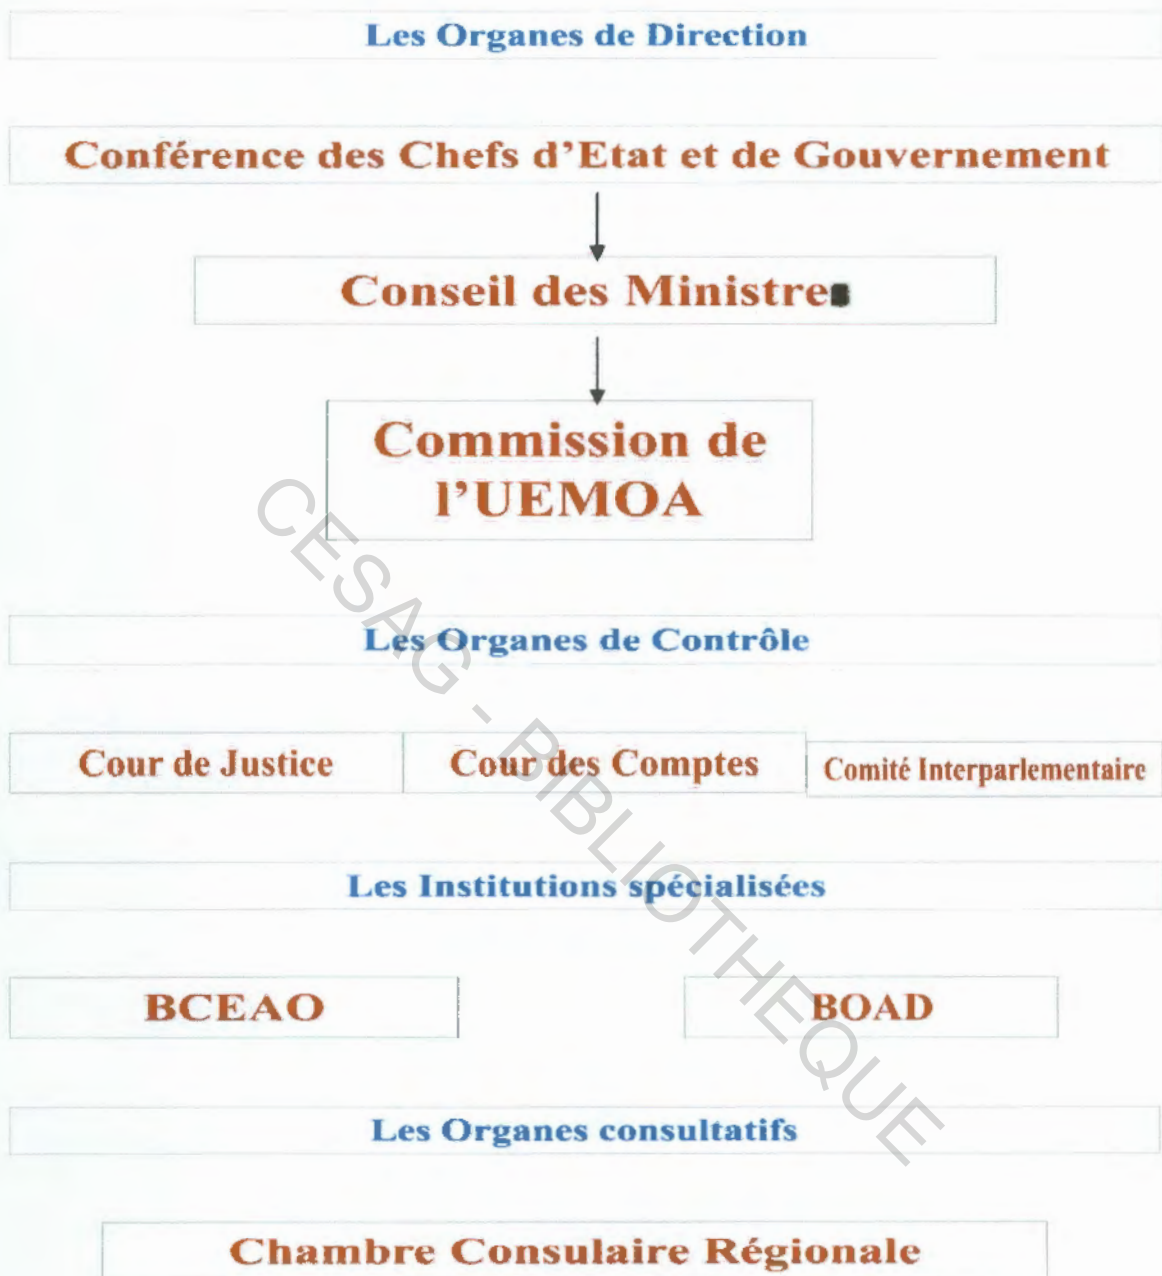 Les Organes de Direction
Conférence des Chefs d'Etat et de Gouvernement
Conseil des Ministres
Commission de
l'UEMOA
Les Organes de Contrôle
Cour de Justice
Cour des Comptes
Comité Interparlementaire
Les Institutions spécialisées
BCEAO
BOAD
Les Organes consultatifs
Chambre Consulaire Régionale
CESAG - BIBLIOTHEQUE